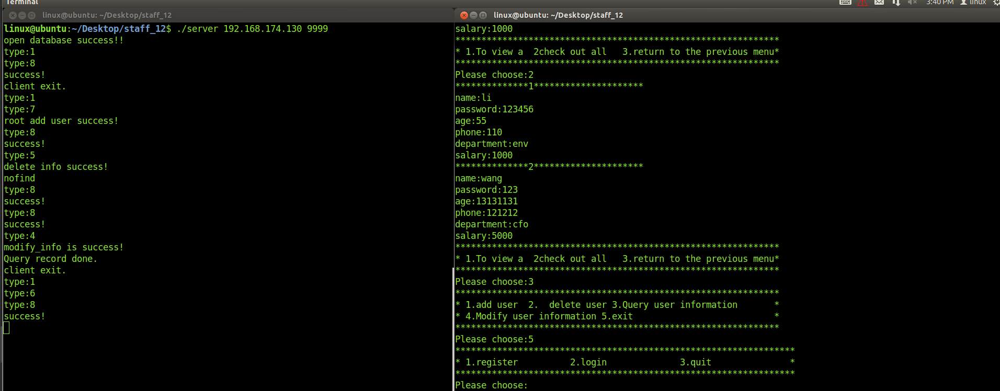 Terminal
3:40 PM linux
linux@ubuntu: ~/Desktop/staff_12
linux@ubuntu:~/Desktop/staff_12$ ./server 192.168.174.130 9999
open database success!!
type:1
type:8
success!
client exit.
type:1
type:7
root add user success!
type:8
success!
type:5
delete info success!
nofind
type:8
success!
type:8
success!
type:4
modify_info is success!
Query record done.
client exit.
type:1
type:6
type:8
success!
linux@ubuntu: ~/Desktop/staff_12
salary:1000
**************************************************************
* 1.To view a  2check out all   3.return to the previous menu*
**************************************************************
Please choose:2
**************1*********************
name:li
password:123456
age:55
phone:110
department:env
salary:1000
**************2*********************
name:wang
password:123
age:13131131
phone:121212
department:cfo
salary:5000
**************************************************************
* 1.To view a  2check out all   3.return to the previous menu*
**************************************************************
Please choose:3
**************************************************************
* 1.add user  2.  delete user 3.Query user information       *
* 4.Modify user information 5.exit                           *
**************************************************************
Please choose:5
*****************************************************************
* 1.register          2.login              3.quit               *
*****************************************************************
Please choose: